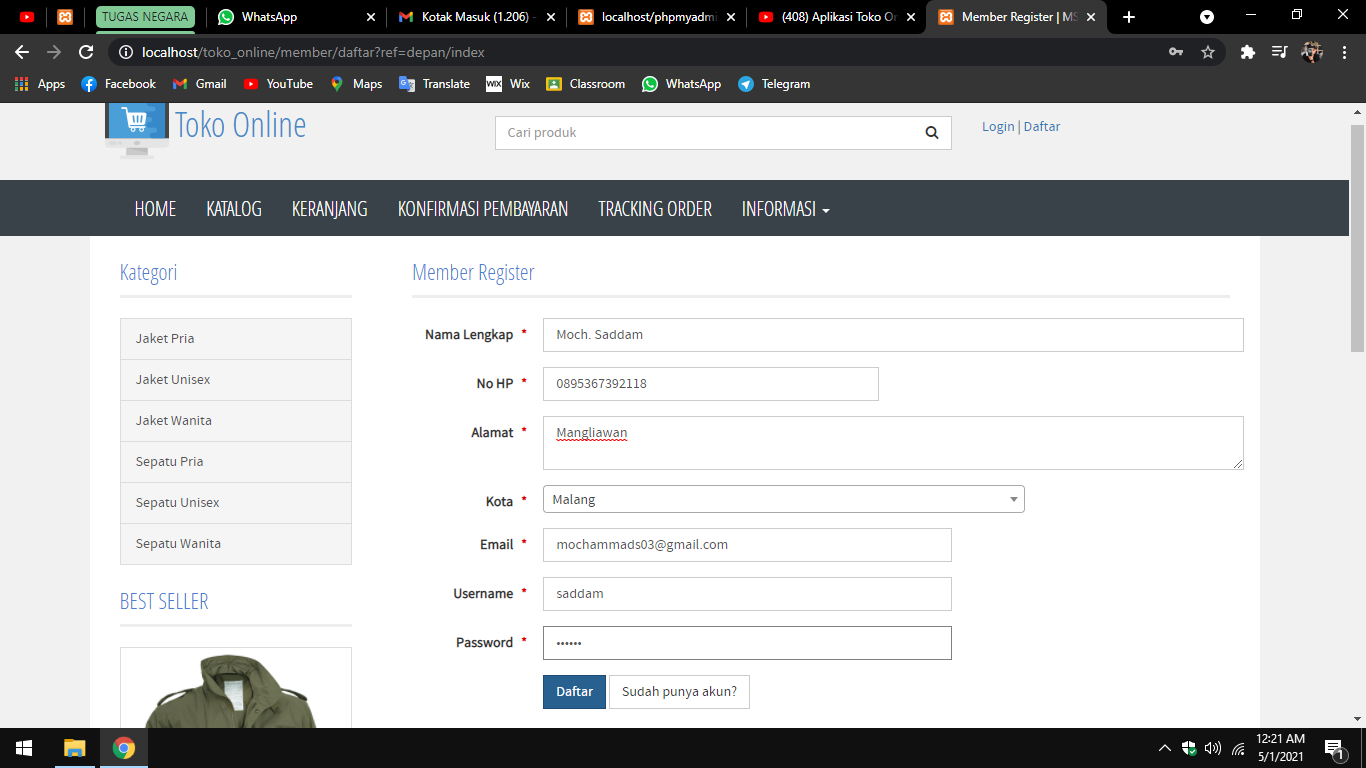 TUGAS NEGARA
WhatsApp
Kotak Masuk (1.206) -
localhost/phpmyadmi
(408) Aplikasi Toko On
Member Register | MS
localhost/toko_online/member/daftar?ref=depan/index
Apps
Facebook
Gmail
YouTube
Maps
Translate
WIX
Wix
Classroom
WhatsApp
Telegram
Toko Online
Cari produk
Login | Daftar
HOME
KATALOG
KERANJANG
KONFIRMASI PEMBAYARAN
TRACKING ORDER
INFORMASI
Kategori
Jaket Pria
Jaket Unisex
Jaket Wanita
Sepatu Pria
Sepatu Unisex
Sepatu Wanita
BEST SELLER
Member Register
Nama Lengkap *
Moch. Saddam
No HP *
0895367392118
Alamat *
Mangliawan
Kota *
Malang
Email *
mochammads03@gmail.com
Username *
saddam
Password *
••••••
Daftar
Sudah punya akun?
12:21 AM
5/1/2021
1